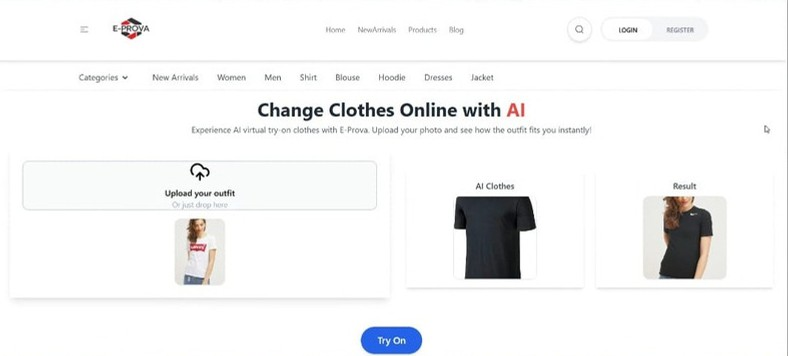 E-PROVA
Home NewArrivals Products Blog
LOGIN REGISTER
Categories New Arrivals Women Men Shirt Blouse Hoodie Dresses Jacket
Change Clothes Online with AI
Experience AI virtual try-on clothes with E-Prova. Upload your photo and see how the outfit fits you instantly!
Upload your outfit
Or just drop here
AI Clothes
Result
Try On